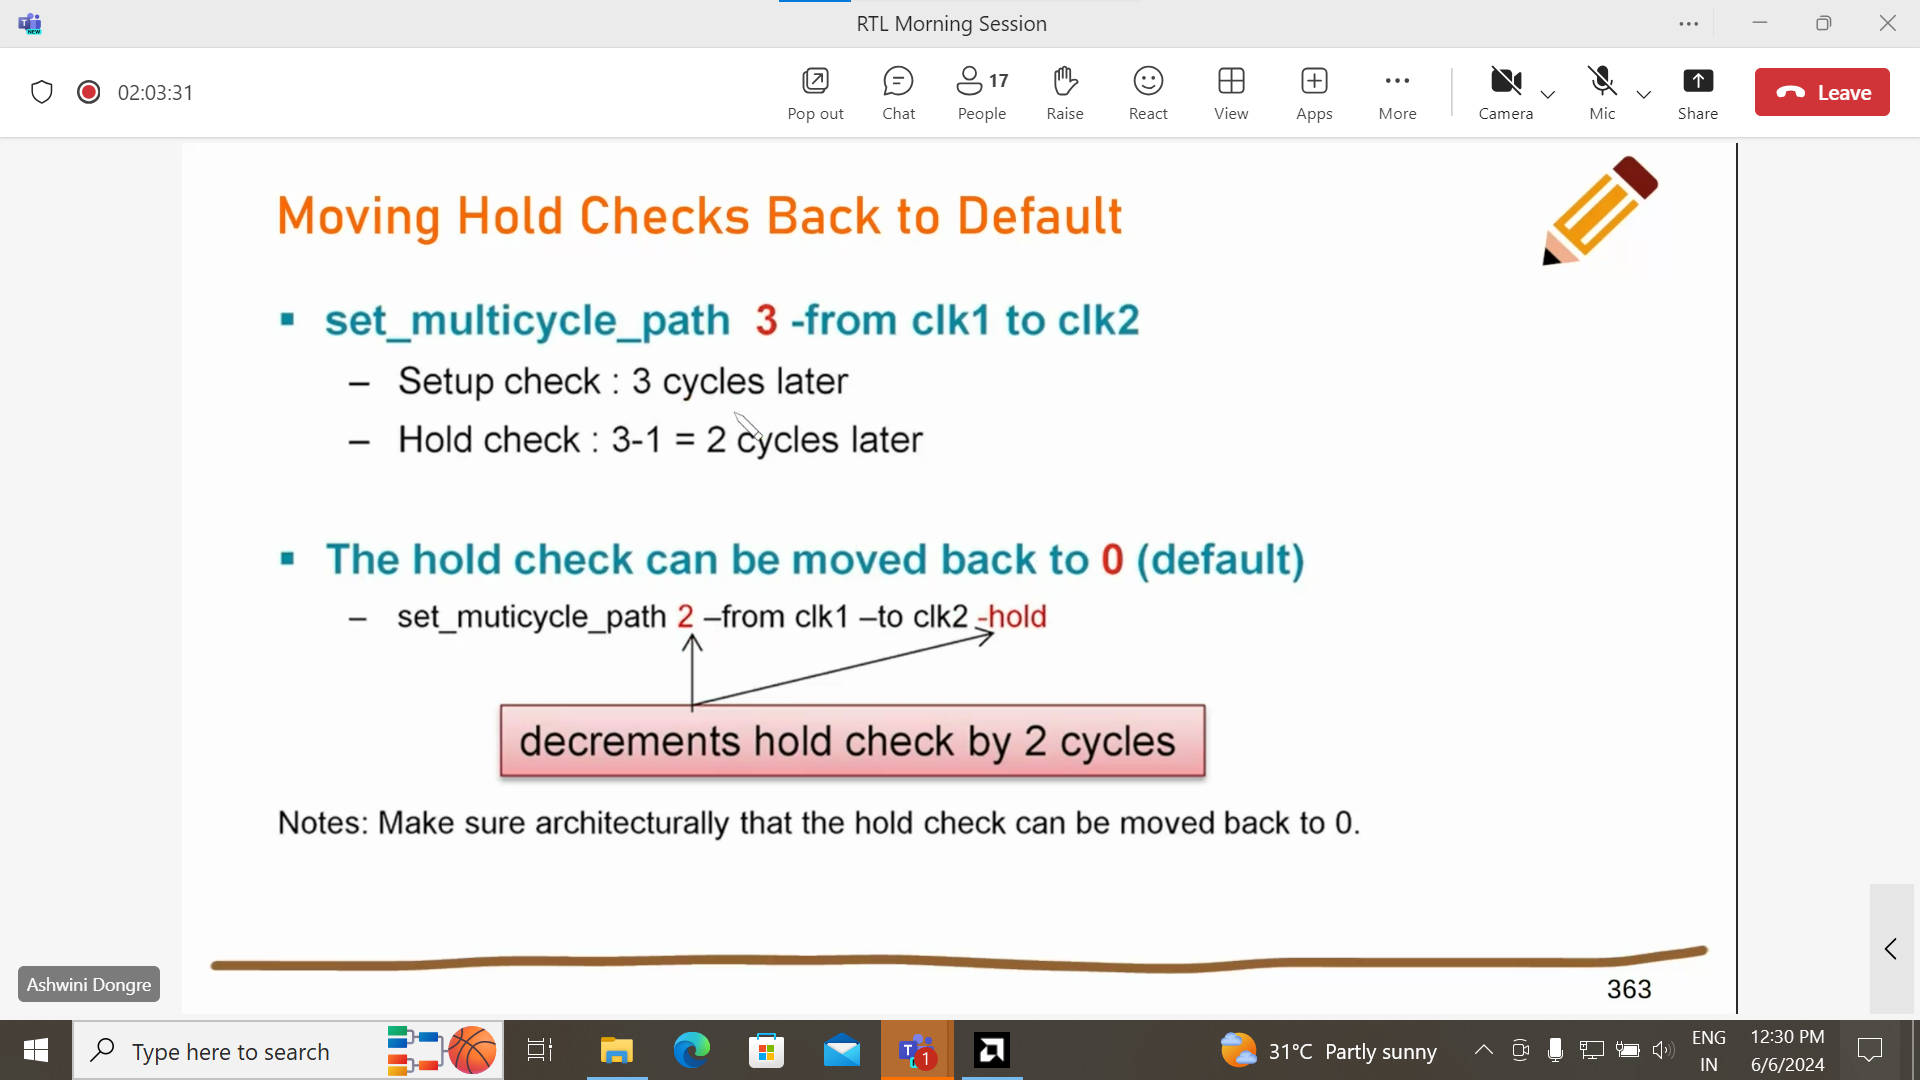 RTL Morning Session
NEW
02:03:31
Pop out
Chat
17
People
Raise
React
View
Apps
More
Camera
Mic
Share
Leave
Moving Hold Checks Back to Default
▪ set_multicycle_path 3 -from clk1 to clk2
– Setup check : 3 cycles later
– Hold check : 3-1 = 2 cycles later
▪ The hold check can be moved back to 0 (default)
– set_muticycle_path 2 –from clk1 –to clk2 -hold
decrements hold check by 2 cycles
Notes: Make sure architecturally that the hold check can be moved back to 0.
363
Ashwini Dongre
Type here to search
1
31°C Partly sunny
ENG
IN
12:30 PM
6/6/2024